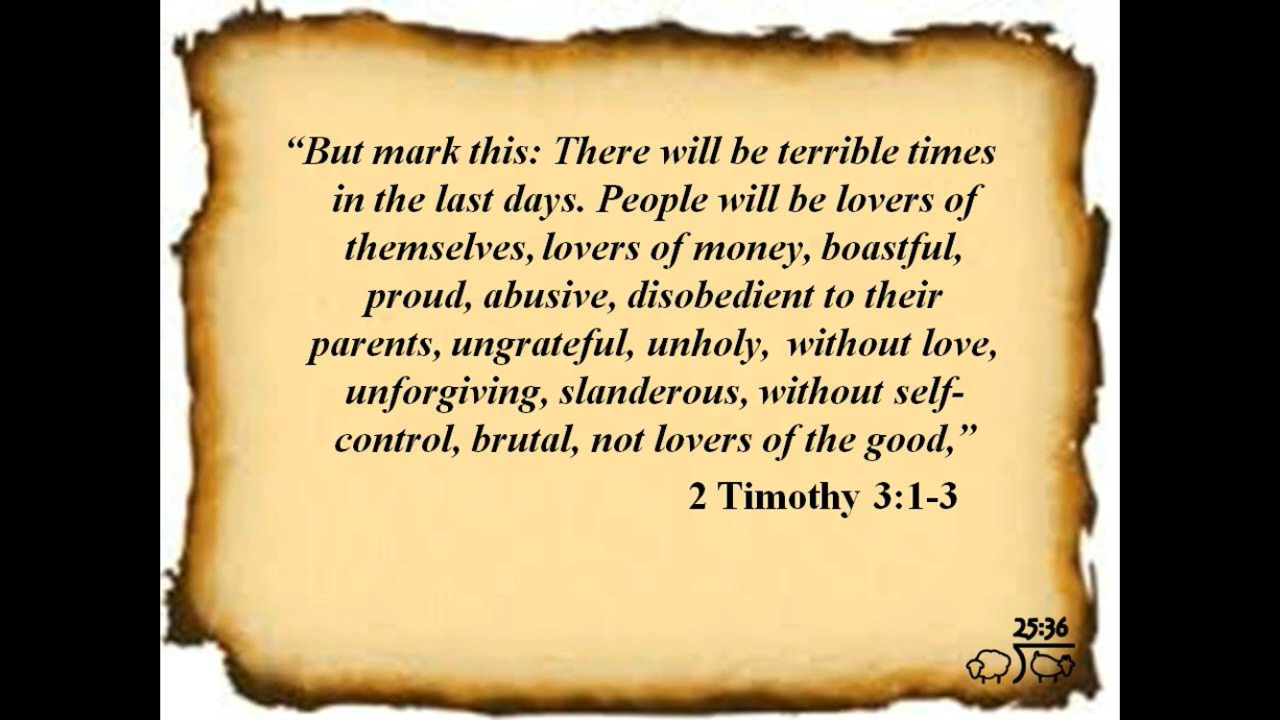 “But mark this: There will be terrible times
in the last days. People will be lovers of
themselves, lovers of money, boastful,
proud, abusive, disobedient to their
parents, ungrateful, unholy, without love,
unforgiving, slanderous, without self-
control, brutal, not lovers of the good,”
2 Timothy 3:1-3
25:36